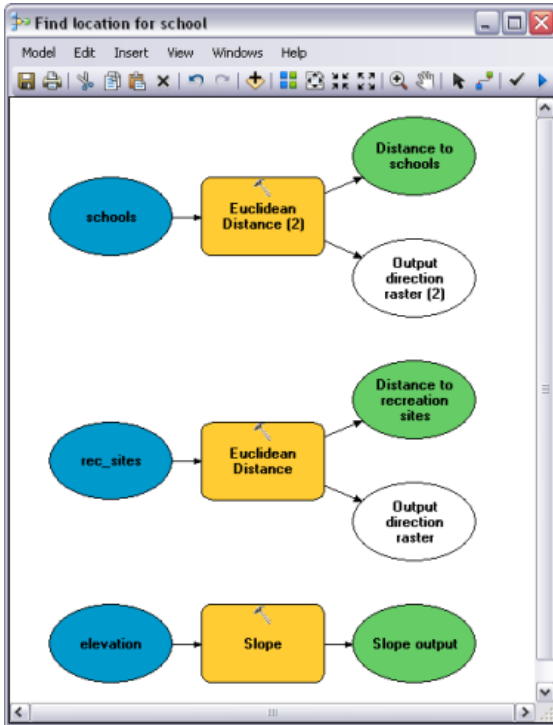 Find location for school
Model Edit Insert View Windows Help
Distance to
schools
schools
Euclidean
Distance (2)
Output
direction
raster (2)
Distance to
recreation
sites
rec_sites
Euclidean
Distance
Output
direction
raster
elevation
Slope
Slope output